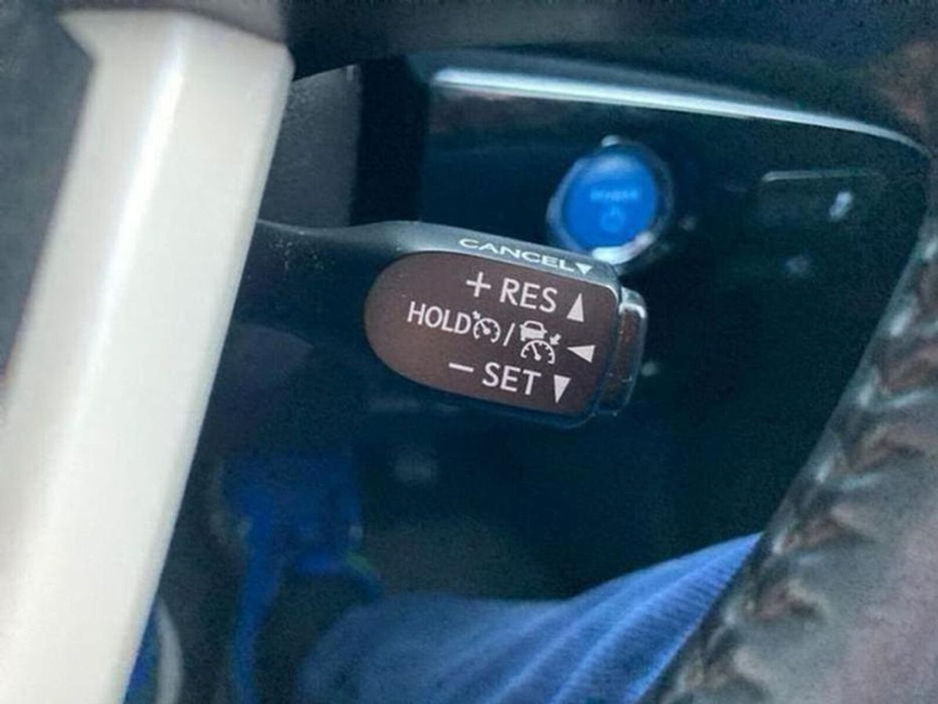 CANCEL▼
+ RES ▲
HOLD / ◀
− SET ▼